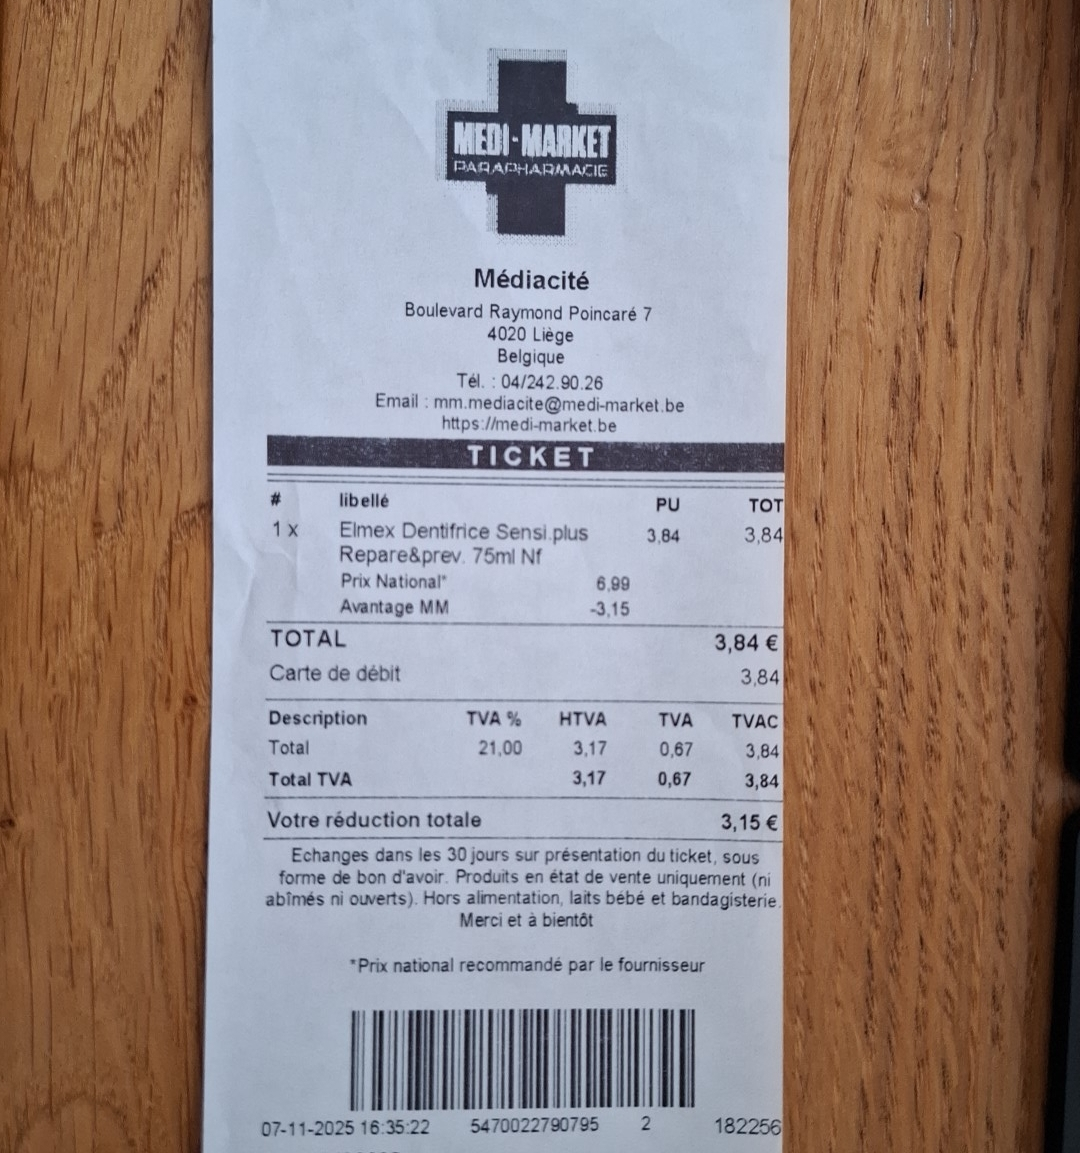 MEDI-MARKET
PARAPHARMACIE
Médiacité
Boulevard Raymond Poincaré 7
4020 Liège
Belgique
Tél. : 04/242.90.26
Email : mm.mediacite@medi-market.be
https://medi-market.be
TICKET
# libellé PU TOT
1 x Elmex Dentifrice Sensi.plus 3,84 3,84
Repare&prev. 75ml Nf
Prix National* 6,99
Avantage MM -3,15
TOTAL 3,84 €
Carte de débit 3,84
Description TVA % HTVA TVA TVAC
Total 21,00 3,17 0,67 3,84
Total TVA 3,17 0,67 3,84
Votre réduction totale 3,15 €
Echanges dans les 30 jours sur présentation du ticket, sous
forme de bon d'avoir. Produits en état de vente uniquement (ni
abîmés ni ouverts). Hors alimentation, laits bébé et bandagisterie.
Merci et à bientôt
*Prix national recommandé par le fournisseur
07-11-2025 16:35:22 5470022790795 2 182256